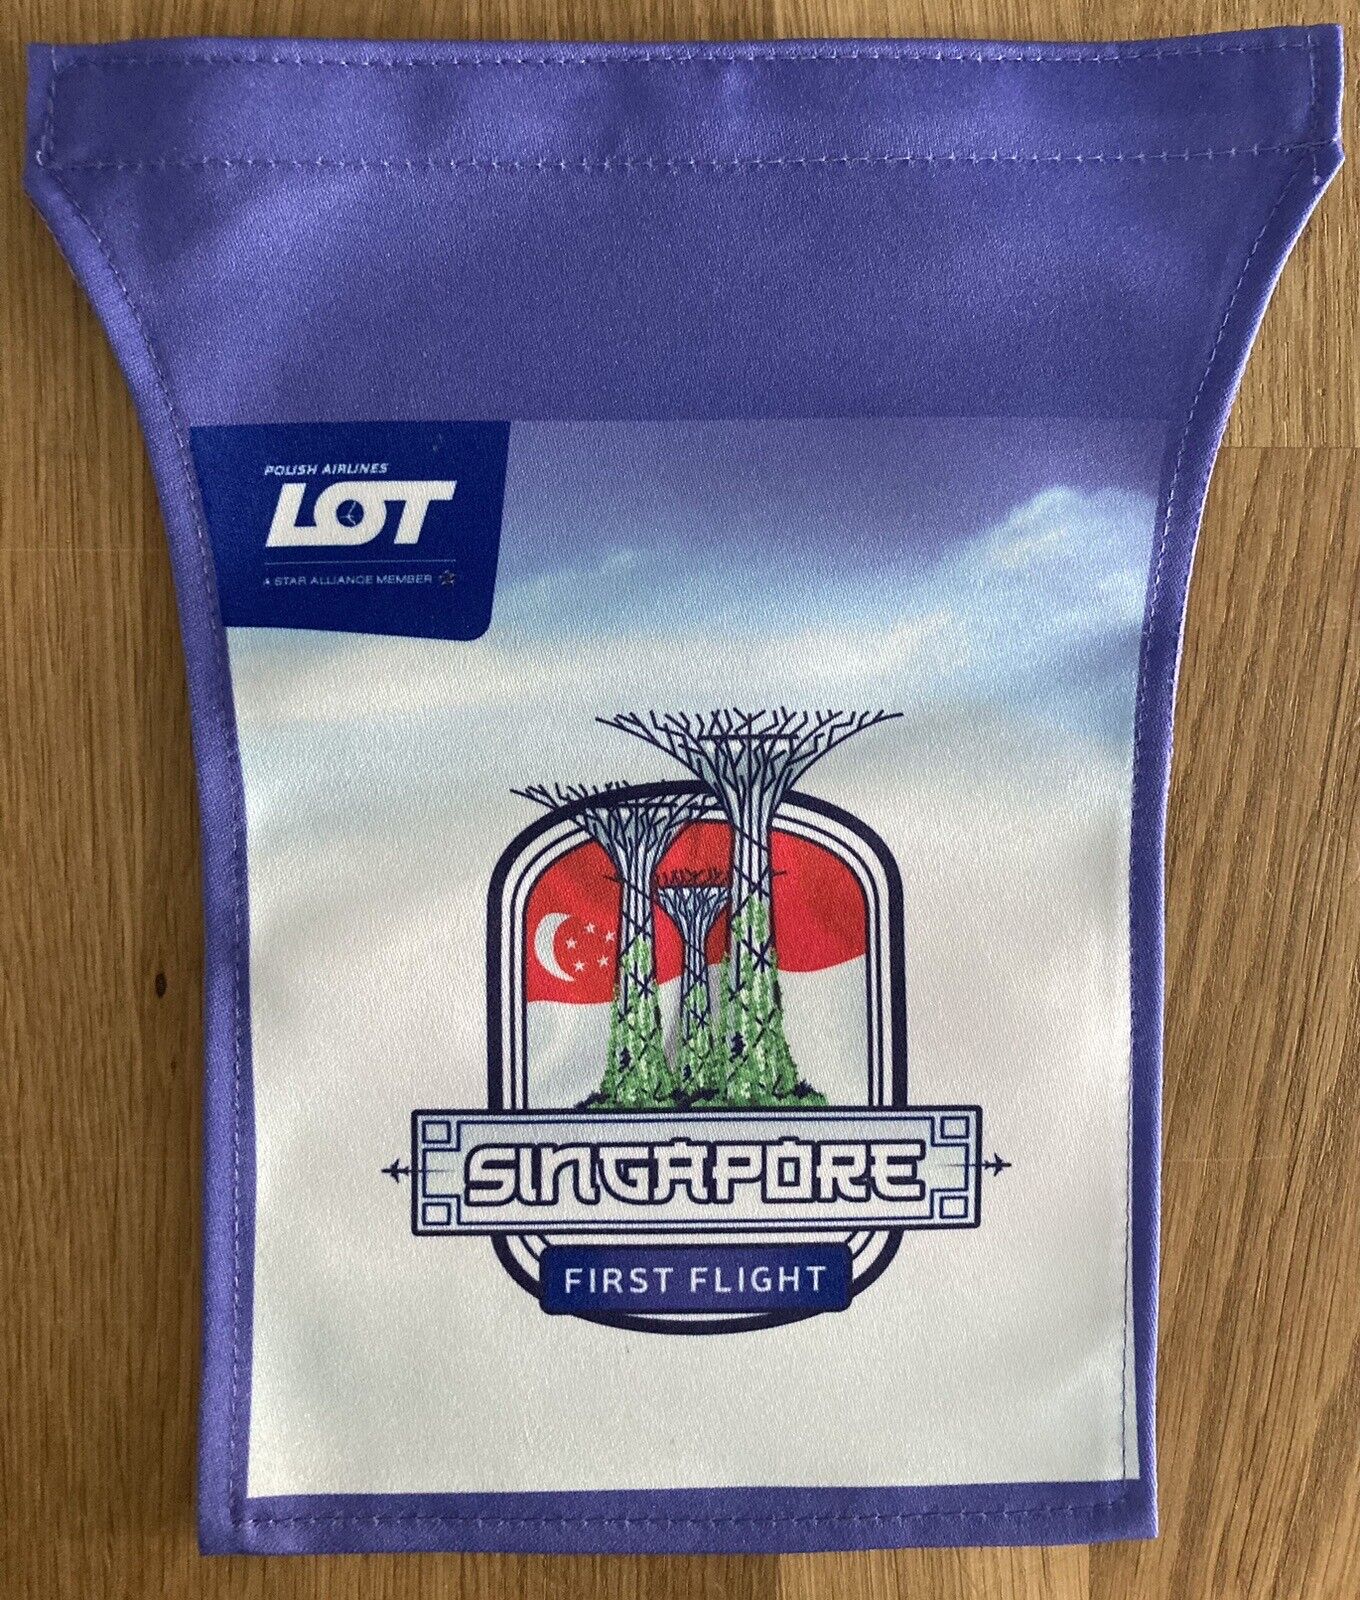 POLISH AIRLINES
LOT
A STAR ALLIANCE MEMBER
SINGAPORE
FIRST FLIGHT